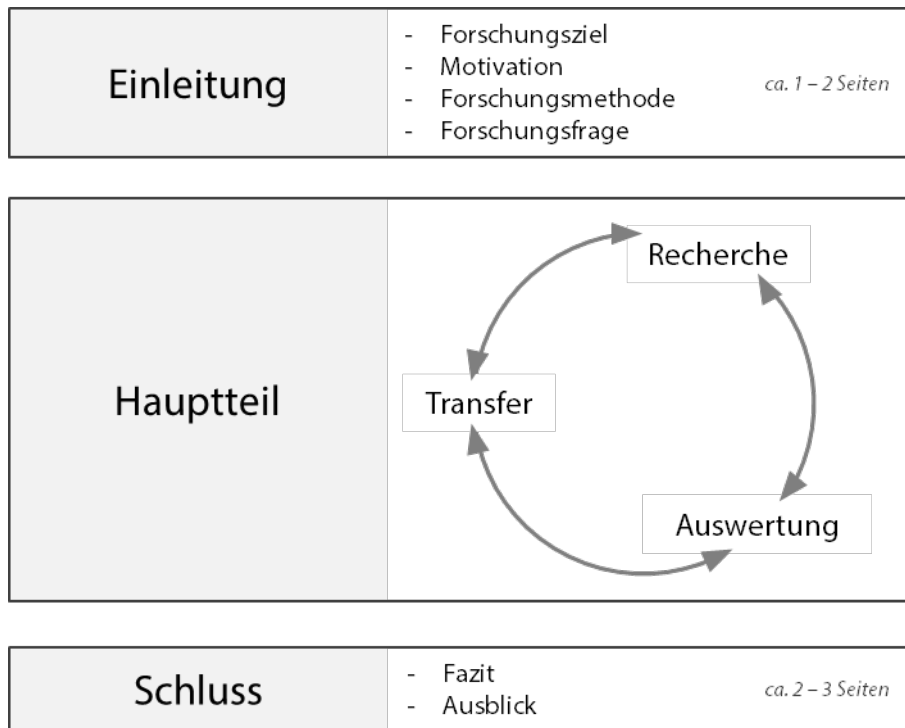 Einleitung
- Forschungsziel
- Motivation
- Forschungsmethode
- Forschungsfrage
ca. 1 – 2 Seiten
Hauptteil
Recherche
Transfer
Auswertung
Schluss
- Fazit
- Ausblick
ca. 2 – 3 Seiten